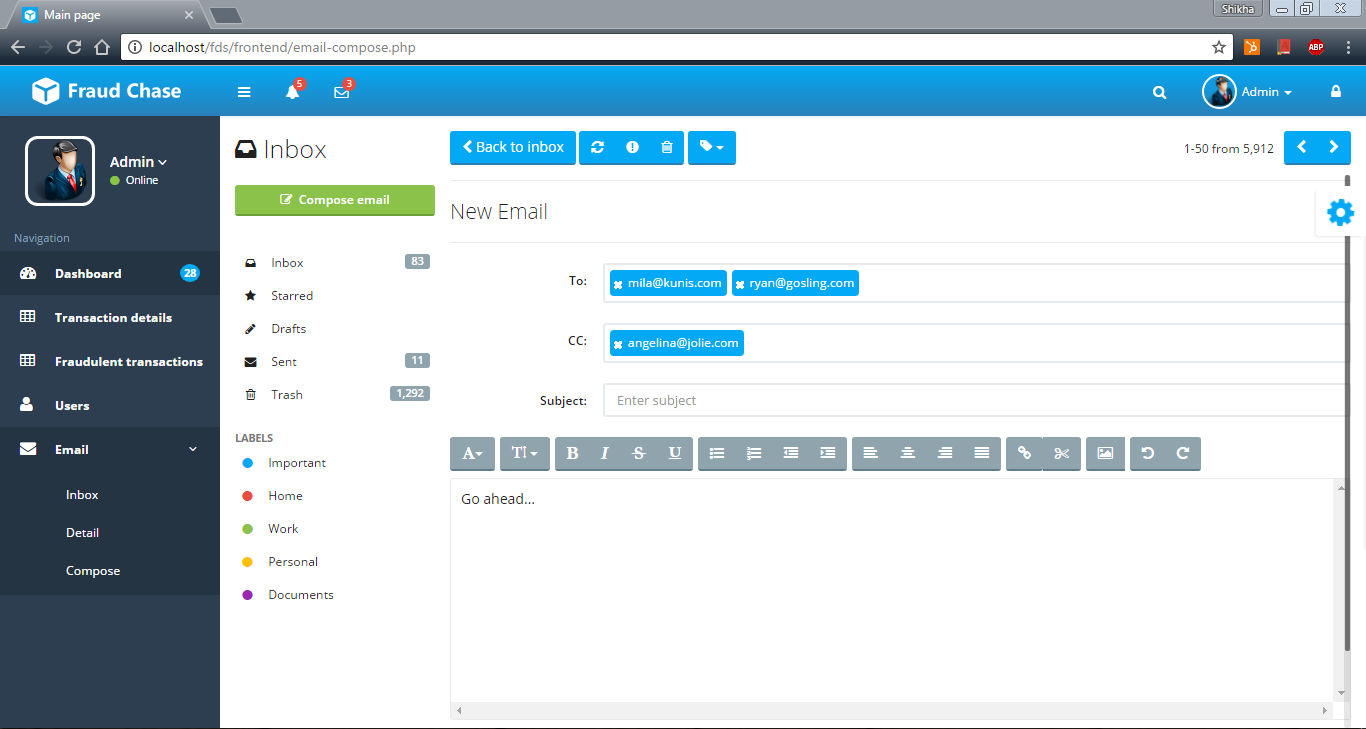 Main page
Shikha
localhost/fds/frontend/email-compose.php
ABP
Fraud Chase
5
3
Admin
Admin
Online
Navigation
Dashboard
28
Transaction details
Fraudulent transactions
Users
Email
Inbox
Detail
Compose
Inbox
Compose email
Inbox 83
Starred
Drafts
Sent 11
Trash 1,292
LABELS
Important
Home
Work
Personal
Documents
Back to inbox
1-50 from 5,912
New Email
To: mila@kunis.com ryan@gosling.com
CC: angelina@jolie.com
Subject: Enter subject
A T! B I S U
Go ahead...